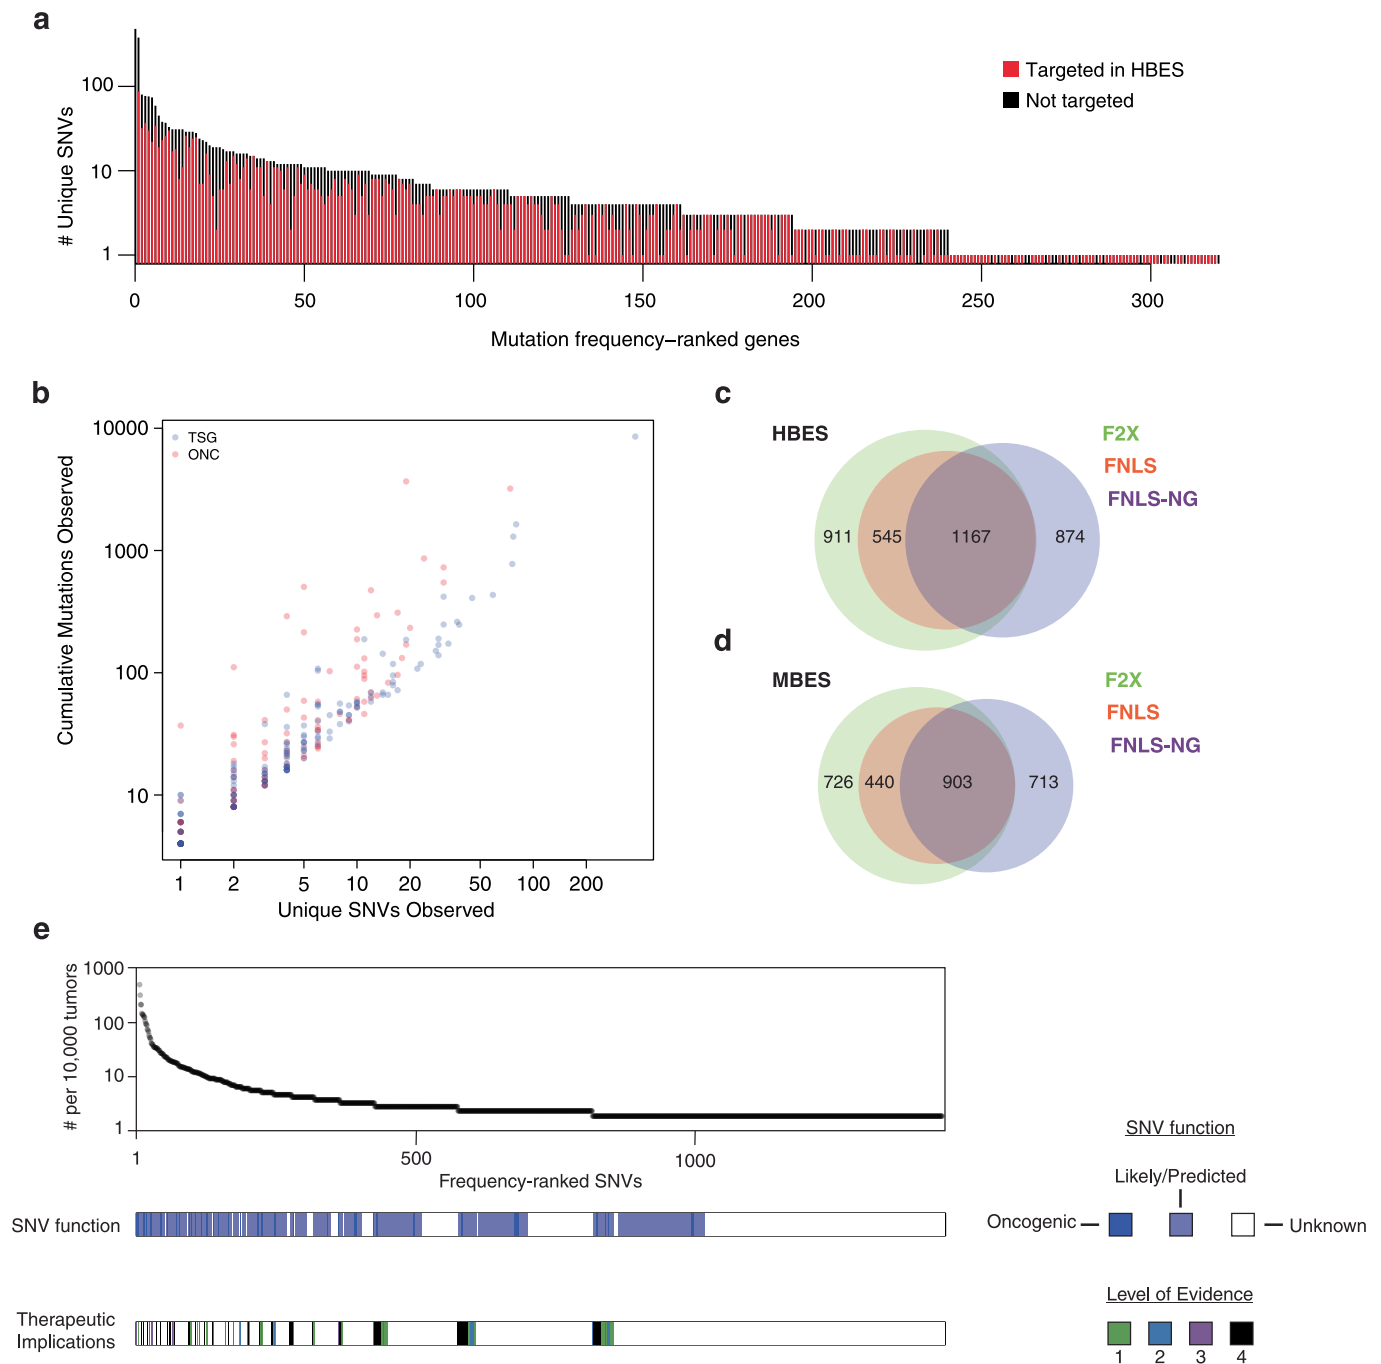 a
# Unique SNVs
100
10
1
Targeted in HBES
Not targeted
0 50 100 150 200 250 300
Mutation frequency–ranked genes
b
Cumulative Mutations Observed
10000
1000
100
10
TSG
ONC
1 2 5 10 20 50 100 200
Unique SNVs Observed
c
HBES
F2X
FNLS
FNLS-NG
911 545 1167 874
d
MBES
F2X
FNLS
FNLS-NG
726 440 903 713
e
# per 10,000 tumors
1000
100
10
1
1 500 1000
Frequency-ranked SNVs
SNV function
Therapeutic
Implications
SNV function
Likely/Predicted
Oncogenic
Unknown
Level of Evidence
1 2 3 4